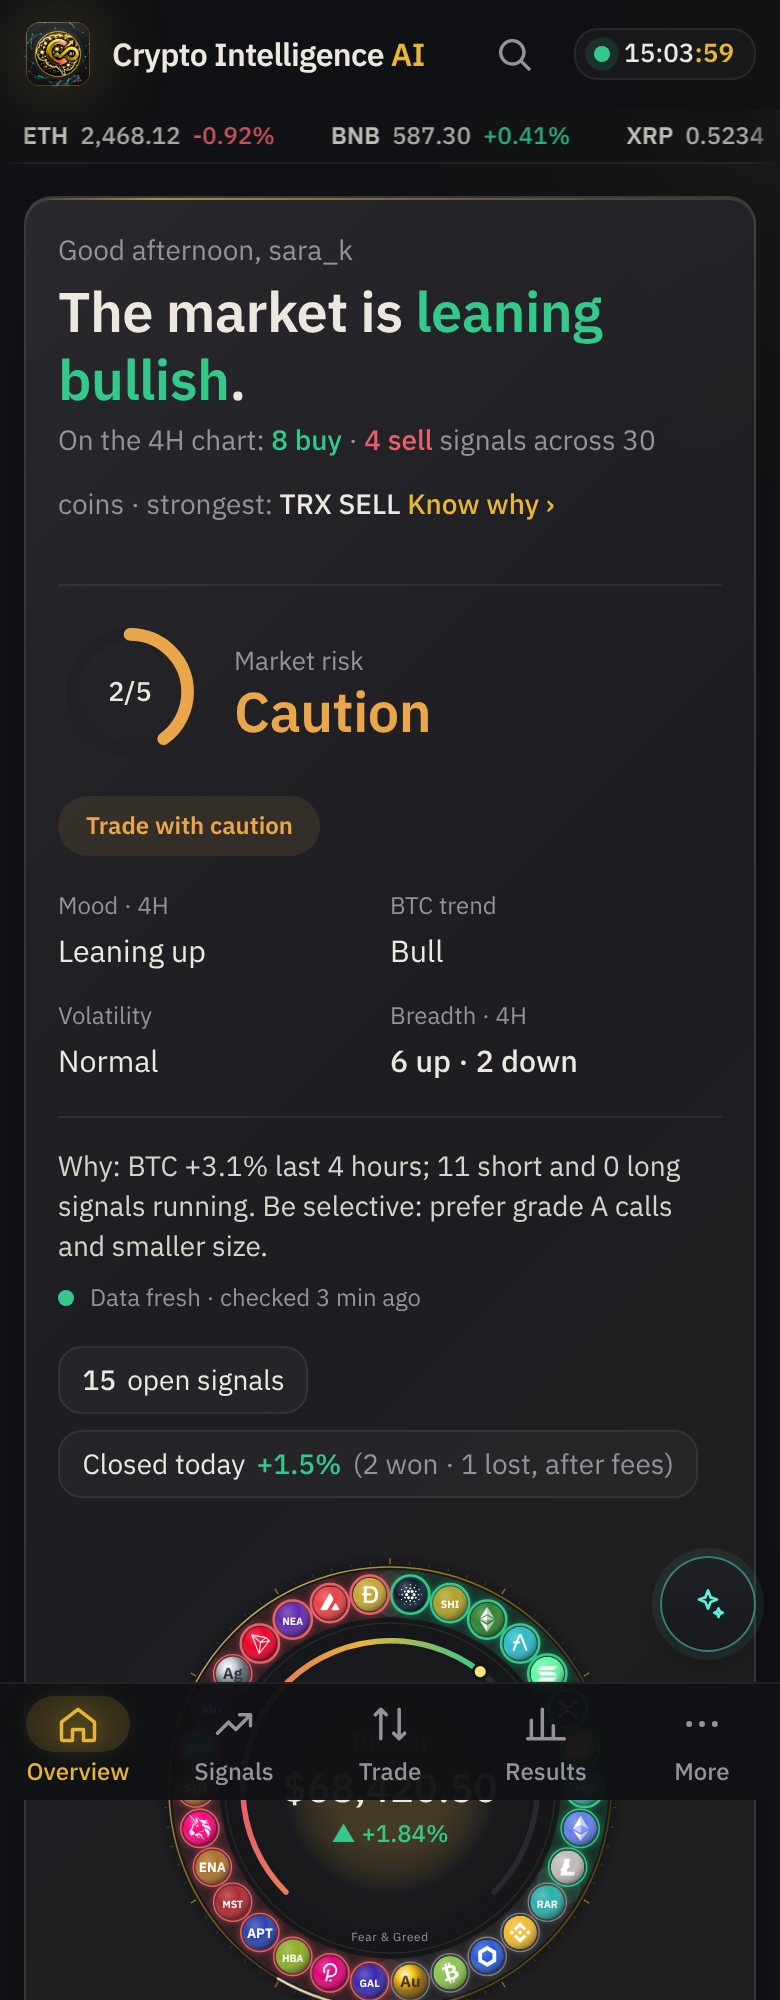 Crypto Intelligence AI
15:03:59
ETH 2,468.12 -0.92% BNB 587.30 +0.41% XRP 0.5234
Good afternoon, sara_k
The market is leaning
bullish.
On the 4H chart: 8 buy · 4 sell signals across 30
coins · strongest: TRX SELL Know why ›
2/5
Market risk
Caution
Trade with caution
Mood · 4H
Leaning up
BTC trend
Bull
Volatility
Normal
Breadth · 4H
6 up · 2 down
Why: BTC +3.1% last 4 hours; 11 short and 0 long
signals running. Be selective: prefer grade A calls
and smaller size.
Data fresh · checked 3 min ago
15 open signals
Closed today +1.5% (2 won · 1 lost, after fees)
NEA
SHI
Ag
Bitcoin
Overview
Signals
Trade
Results
More
$68,420.50
▲ +1.84%
ENA
MST
RAR
APT
HBA
GAL
Au
Fear & Greed